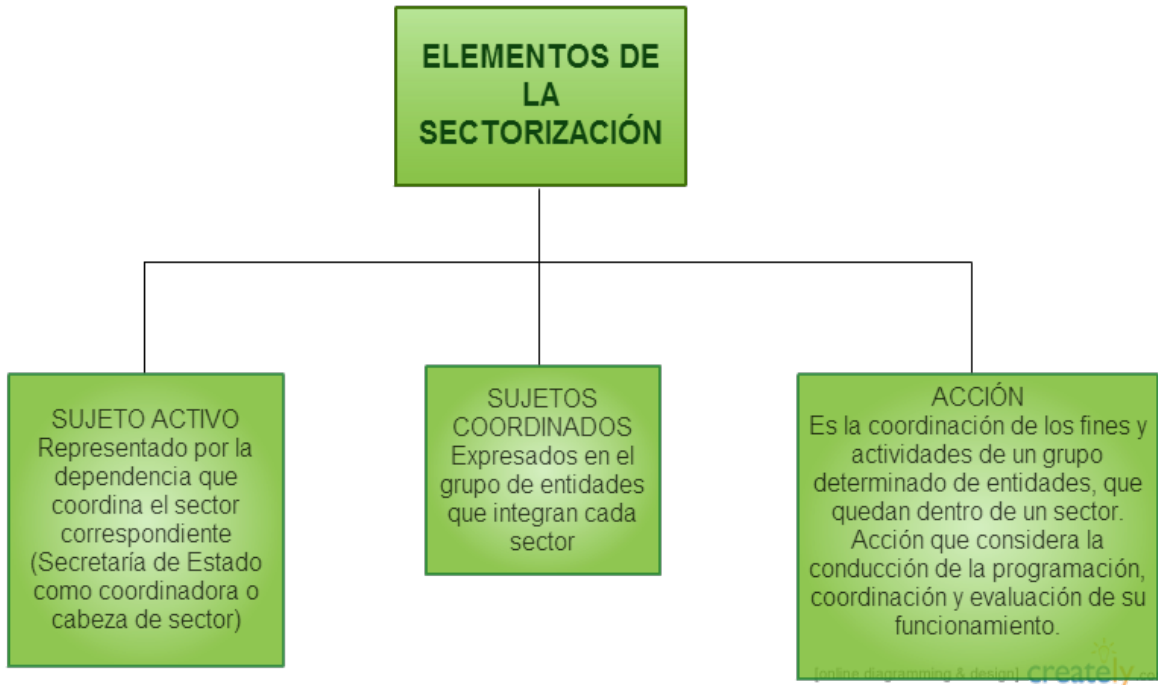 ELEMENTOS DE
LA
SECTORIZACIÓN
SUJETO ACTIVO
Representado por la
dependencia que
coordina el sector
correspondiente
(Secretaría de Estado
como coordinadora o
cabeza de sector)
SUJETOS
COORDINADOS
Expresados en el
grupo de entidades
que integran cada
sector
ACCIÓN
Es la coordinación de los fines y
actividades de un grupo
determinado de entidades, que
quedan dentro de un sector.
Acción que considera la
conducción de la programación,
coordinación y evaluación de su
funcionamiento.
[online diagramming & design] creately.co